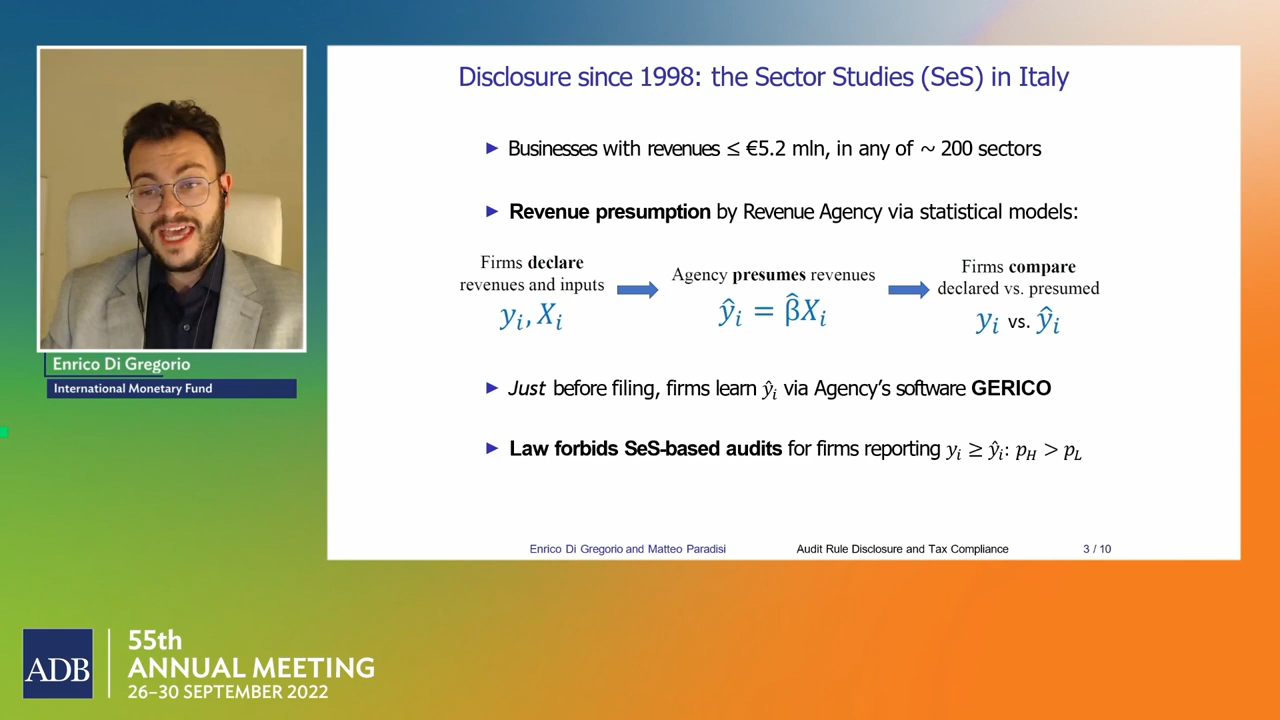 Disclosure since 1998: the Sector Studies (SeS) in Italy
► Businesses with revenues ≤ €5.2 mln, in any of ~ 200 sectors
► Revenue presumption by Revenue Agency via statistical models:
Firms declare
revenues and inputs
yᵢ, Xᵢ
Agency presumes revenues
ŷᵢ = β̂Xᵢ
Firms compare
declared vs. presumed
yᵢ vs. ŷᵢ
► Just before filing, firms learn ŷᵢ via Agency's software GERICO
► Law forbids SeS-based audits for firms reporting yᵢ ≥ ŷᵢ: p_H > p_L
Enrico Di Gregorio and Matteo Paradisi Audit Rule Disclosure and Tax Compliance 3 / 10
Enrico Di Gregorio
International Monetary Fund
ADB
55th
ANNUAL MEETING
26–30 SEPTEMBER 2022